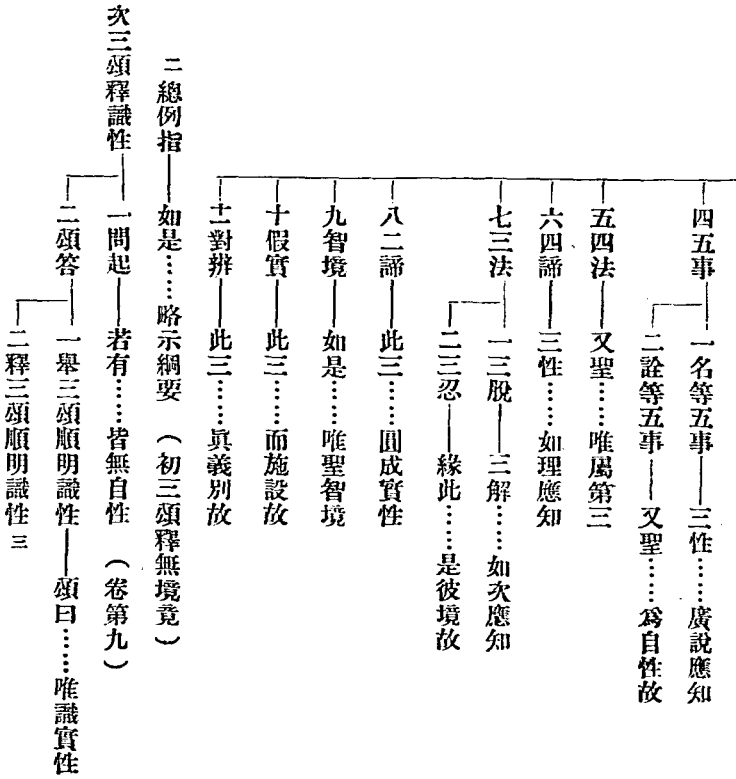 四五事 一名等五事——三性……廣說應知
二詮等五事——又聖……爲自性故
五四法——又聖……唯屬第三
六四諦——三性……如理應知
七三法 一三脫——三解……如次應知
二三忍——緣此……是彼境故
八二諦——此三……圓成實性
九智境——如是……唯聖智境
十假實——此三……而施設故
十一對辨——此三……眞義別故
二總例指——如是……略示綱要（初三頌釋無境竟）
次三頌釋識性 一問起——若有……皆無自性（卷第九）
二頌答 一舉三頌順明識性——頌曰……唯識實性
二釋三頌順明識性 三